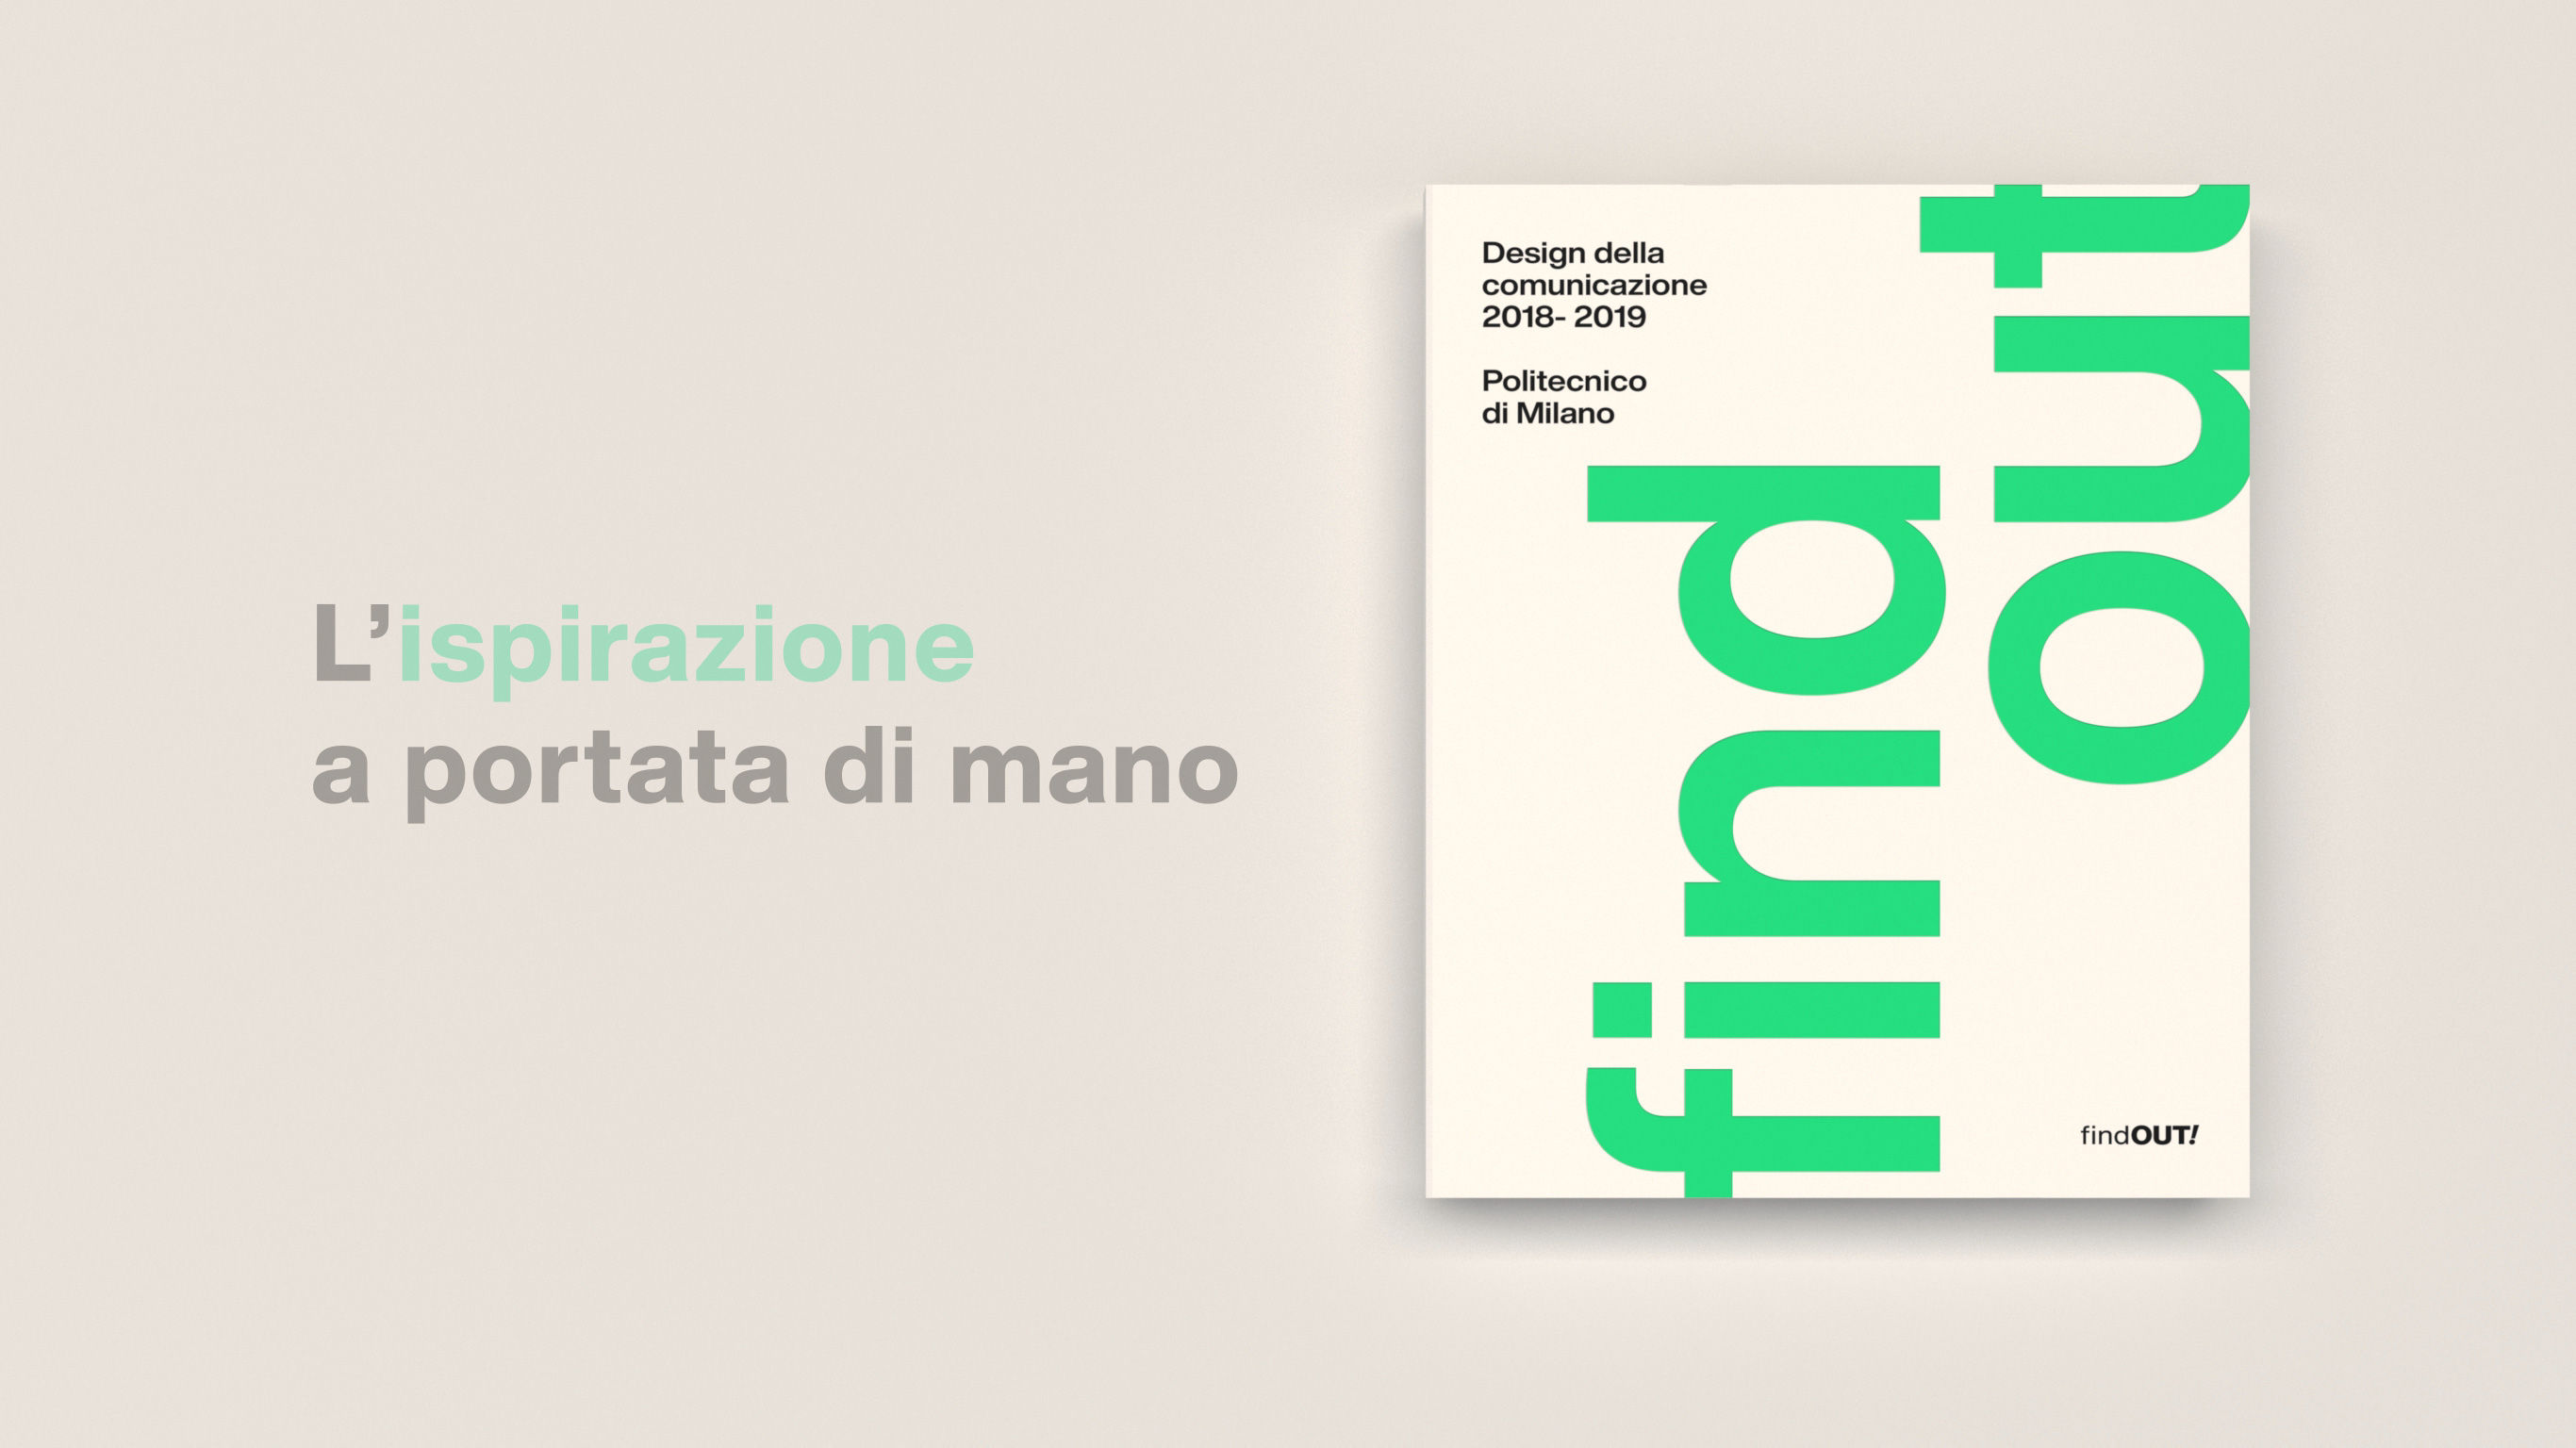 L’ispirazione
a portata di mano
Design della
comunicazione
2018- 2019
Politecnico
di Milano
find
out
findOUT!